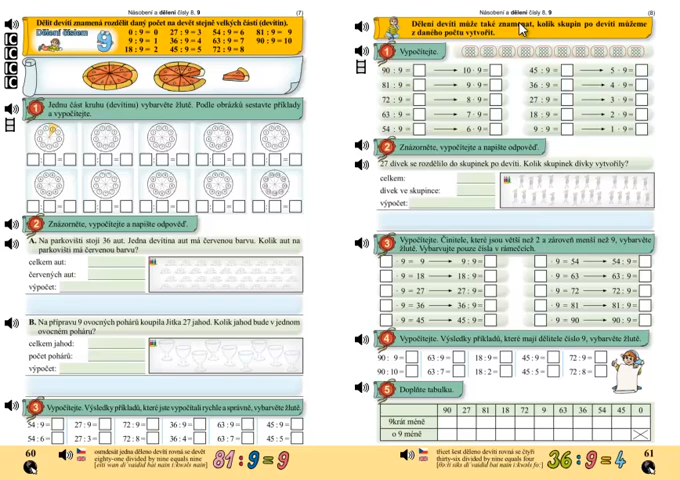 Násobení a dělení čísly 8, 9 (7)
Dělit devíti znamená rozdělit daný počet na devět stejně velkých částí (devítin).
Dělení číslem 9
0 : 9 = 0 27 : 9 = 3 54 : 9 = 6 81 : 9 = 9
9 : 9 = 1 36 : 9 = 4 63 : 9 = 7 90 : 9 = 10
18 : 9 = 2 45 : 9 = 5 72 : 9 = 8
1 Jednu část kruhu (devítinu) vybarvěte žlutě. Podle obrázků sestavte příklady
a vypočítejte.
: = : = : = : = : =
: = : = : = : = : =
2 Znázorněte, vypočítejte a napište odpověď.
A. Na parkovišti stojí 36 aut. Jedna devítina aut má červenou barvu. Kolik aut na
parkovišti má červenou barvu?
celkem aut:
červených aut:
výpočet:
B. Na přípravu 9 ovocných pohárů koupila Jitka 27 jahod. Kolik jahod bude v jednom
ovocném poháru?
celkem jahod:
počet pohárů:
výpočet:
3 Vypočítejte. Výsledky příkladů, které jste vypočítali rychle a správně, vybarvěte žlutě.
54 : 9 = 27 : 9 = 72 : 9 = 36 : 9 = 63 : 9 = 45 : 9 =
54 : 6 = 27 : 3 = 72 : 8 = 36 : 4 = 63 : 7 = 45 : 5 =
60
osmdesát jedna děleno devíti rovná se devět
eighty-one divided by nine equals nine
81 : 9 = 9
Násobení a dělení čísly 8, 9 (8)
Dělení devíti může také znamenat, kolik skupin po devíti můžeme
z daného počtu vytvořit.
1 Vypočítejte.
90 : 9 = 10 · 9 = 45 : 9 = 5 · 9 =
81 : 9 = 9 · 9 = 36 : 9 = 4 · 9 =
72 : 9 = 8 · 9 = 27 : 9 = 3 · 9 =
63 : 9 = 7 · 9 = 18 : 9 = 2 · 9 =
54 : 9 = 6 · 9 = 9 : 9 = 1 · 9 =
2 Znázorněte, vypočítejte a napište odpověď.
27 dívek se rozdělilo do skupinek po devíti. Kolik skupinek dívky vytvořily?
celkem:
dívek ve skupince:
výpočet:
3 Vypočítejte. Činitele, které jsou větší než 2 a zároveň menší než 9, vybarvěte
žlutě. Vybarvujte pouze čísla v rámečcích.
· 9 = 9 9 : 9 = · 9 = 54 54 : 9 =
· 9 = 18 18 : 9 = · 9 = 63 63 : 9 =
· 9 = 27 27 : 9 = · 9 = 72 72 : 9 =
· 9 = 36 36 : 9 = · 9 = 81 81 : 9 =
· 9 = 45 45 : 9 = · 9 = 90 90 : 9 =
4 Vypočítejte. Výsledky příkladů, které mají dělitele číslo 9, vybarvěte žlutě.
90 : 9 = 63 : 9 = 18 : 9 = 45 : 9 = 72 : 9 =
90 : 10 = 63 : 7 = 18 : 2 = 45 : 5 = 72 : 8 =
5 Doplňte tabulku.
90 27 81 18 72 9 63 36 54 45 0
9krát méně
o 9 méně
třicet šest děleno devíti rovná se čtyři
thirty-six divided by nine equals four
36 : 9 = 4
61